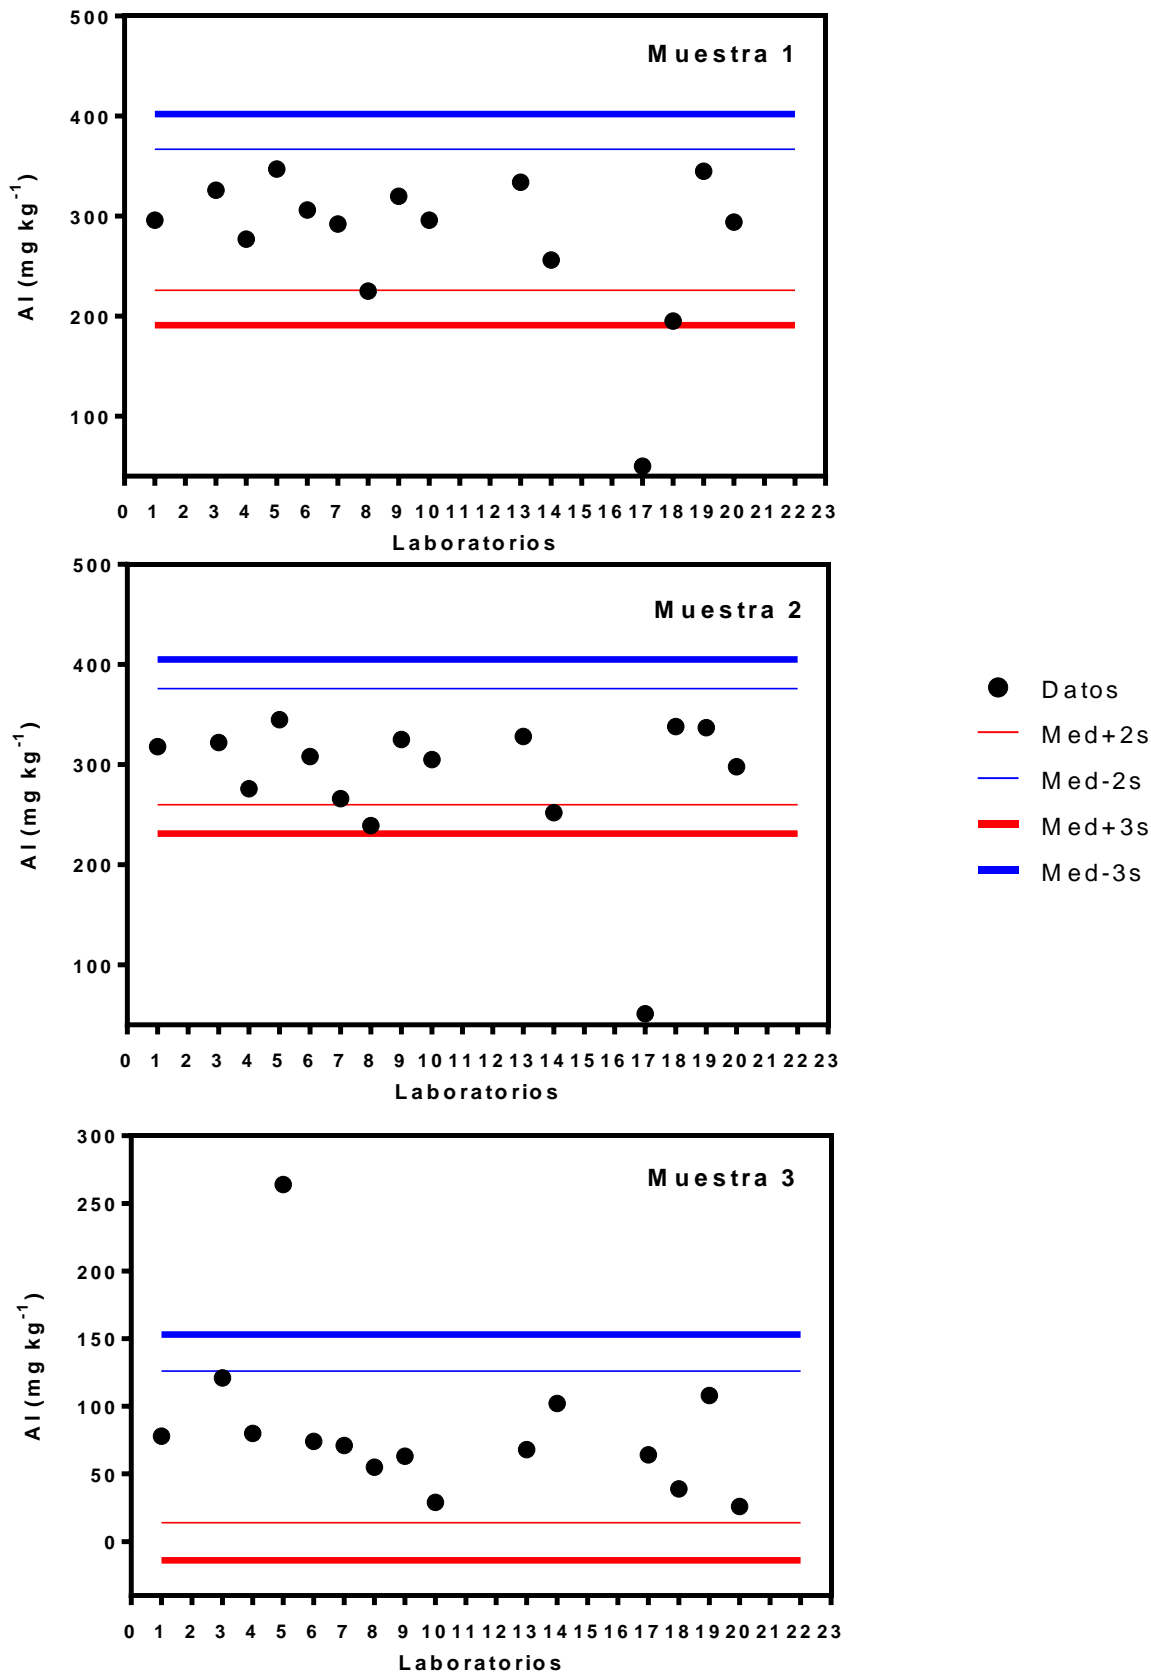 500
Muestra 1
400
300
200
100
Al (mg kg-1)
0 1 2 3 4 5 6 7 8 9 10 11 12 13 14 15 16 17 18 19 20 21 22 23
Laboratorios
500
Muestra 2
400
300
200
100
Al (mg kg-1)
0 1 2 3 4 5 6 7 8 9 10 11 12 13 14 15 16 17 18 19 20 21 22 23
Laboratorios
Datos
Med+2s
Med-2s
Med+3s
Med-3s
300
Muestra 3
250
200
150
100
50
0
Al (mg kg-1)
0 1 2 3 4 5 6 7 8 9 10 11 12 13 14 15 16 17 18 19 20 21 22 23
Laboratorios